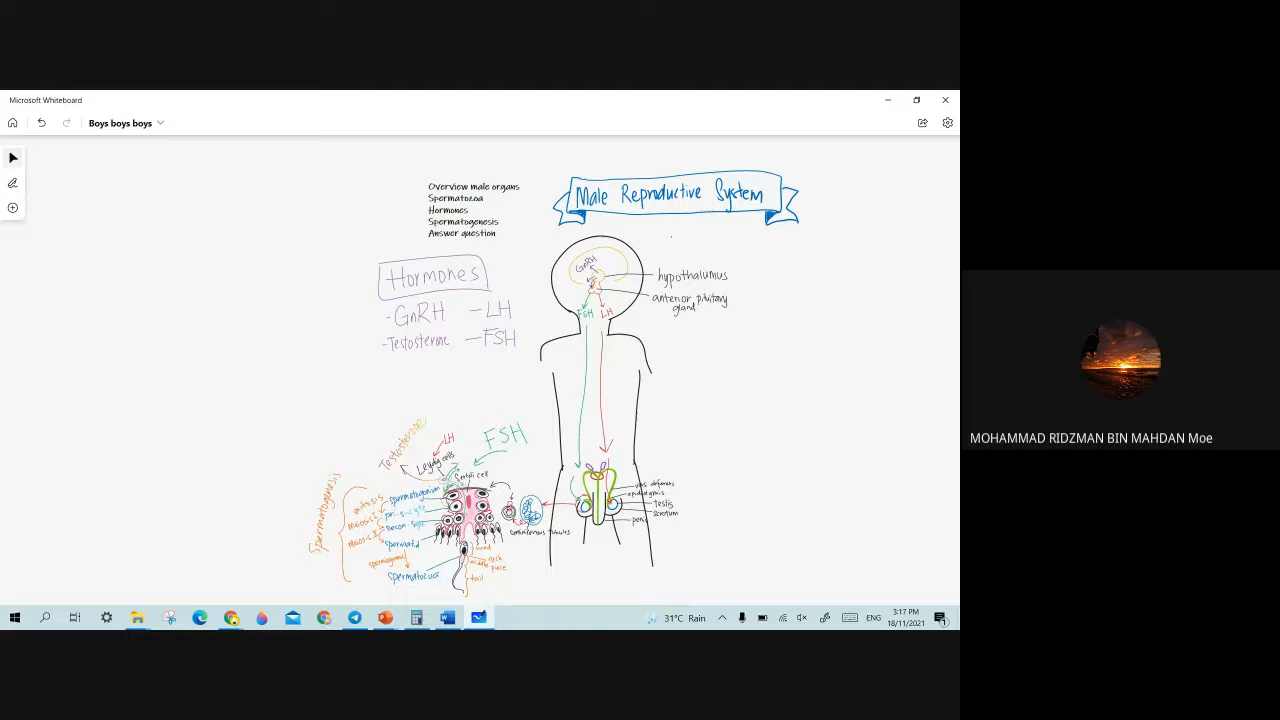 Microsoft Whiteboard
Boys boys boys
Overview male organs
Spermatozoa
Hormones
Spermatogenesis
Answer question
Male Reproductive System
Hormones
- GnRH
- LH
- Testosterone
- FSH
GnRH
hypothalumus
anterior pituitary
gland
FSH
LH
Testosterone
LH
FSH
Leydig cells
Sertoli cell
Spermatogenesis
mitosis
meiosis I
meiosis II
spermatogonium
spermatid
Spermatozoa
head
neck
middle
piece
tail
seminiferous tubules
vas deferens
epididymis
testis
scrotum
penis
MOHAMMAD RIDZMAN BIN MAHDAN Moe
31°C Rain
ENG
3:17 PM
18/11/2021